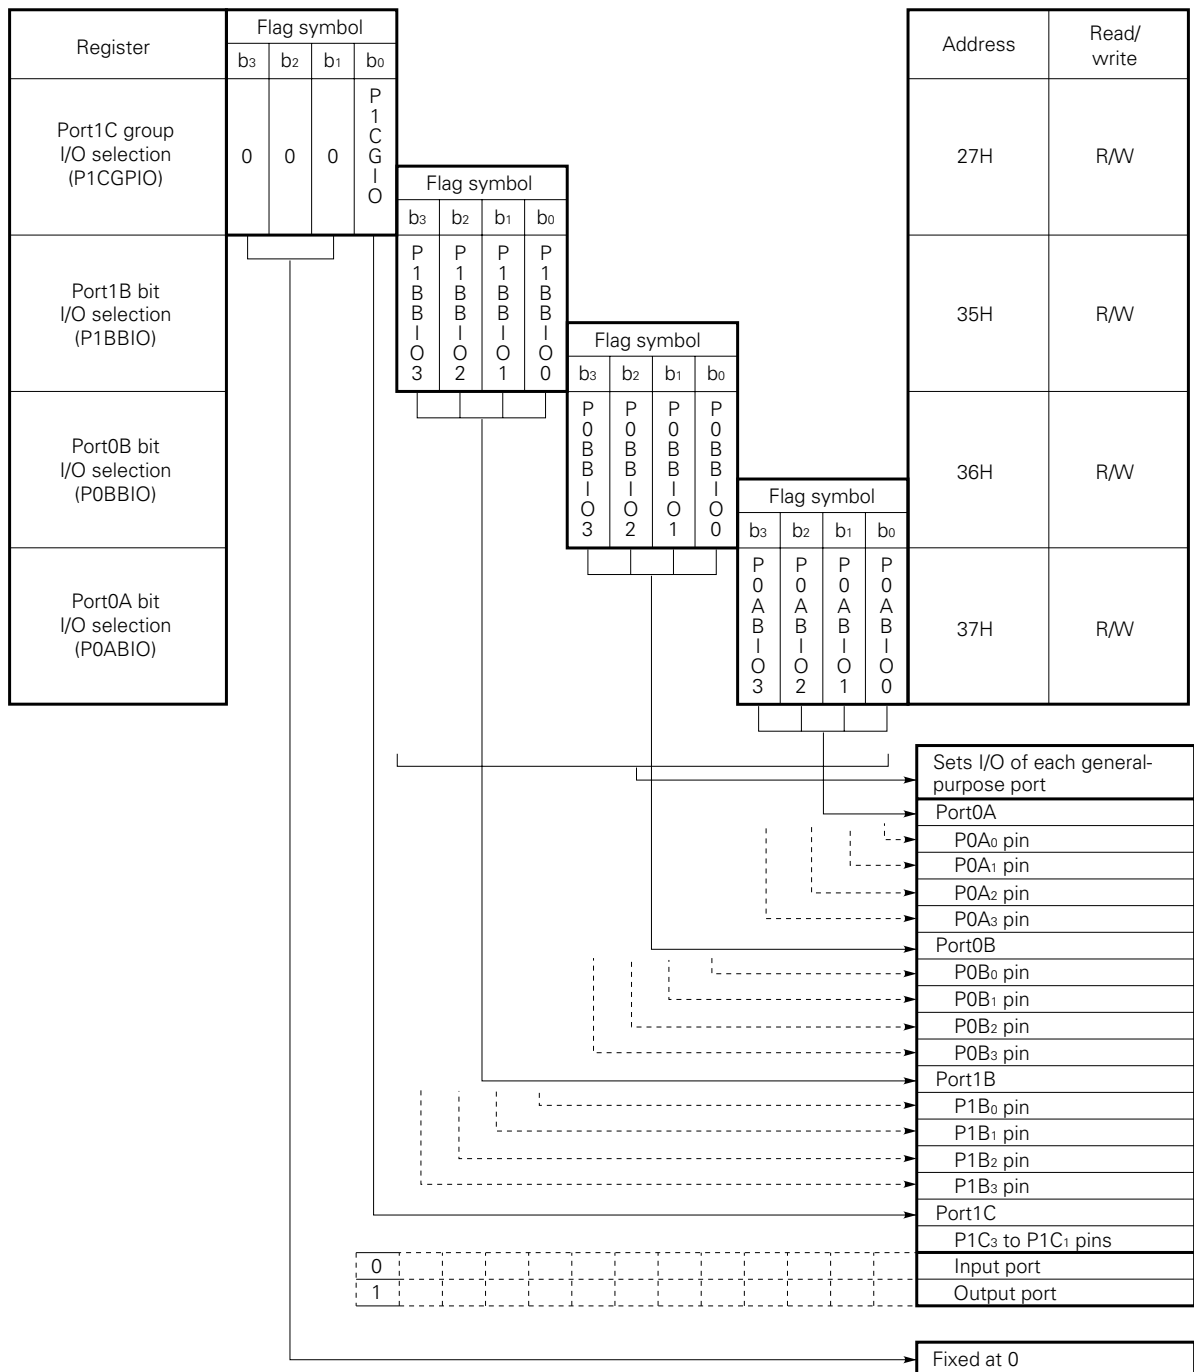 Register
Flag symbol
b3 b2 b1 b0
Address
Read/
write
Port1C group
I/O selection
(P1CGPIO)
0 0 0 P1CGIO
27H
R/W
Flag symbol
b3 b2 b1 b0
Port1B bit
I/O selection
(P1BBIO)
P1BBIO3 P1BBIO2 P1BBIO1 P1BBIO0
35H
R/W
Flag symbol
b3 b2 b1 b0
Port0B bit
I/O selection
(P0BBIO)
P0BBIO3 P0BBIO2 P0BBIO1 P0BBIO0
36H
R/W
Flag symbol
b3 b2 b1 b0
Port0A bit
I/O selection
(P0ABIO)
P0ABIO3 P0ABIO2 P0ABIO1 P0ABIO0
37H
R/W
Sets I/O of each general-
purpose port
Port0A
P0A0 pin
P0A1 pin
P0A2 pin
P0A3 pin
Port0B
P0B0 pin
P0B1 pin
P0B2 pin
P0B3 pin
Port1B
P1B0 pin
P1B1 pin
P1B2 pin
P1B3 pin
Port1C
P1C3 to P1C1 pins
0 Input port
1 Output port
Fixed at 0